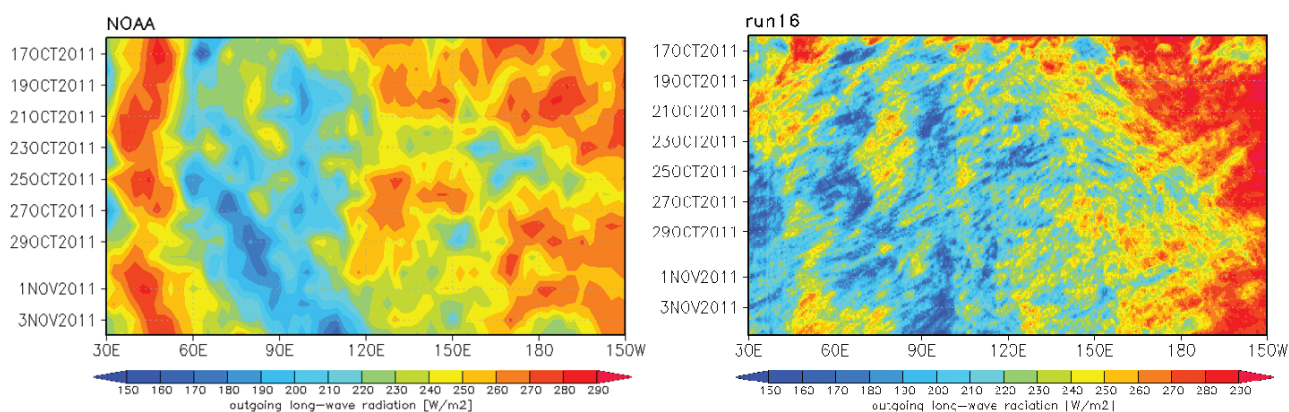 NOAA
17OCT2011
19OCT2011
21OCT2011
23OCT2011
25OCT2011
27OCT2011
29OCT2011
1NOV2011
3NOV2011
30E 60E 90E 120E 150E 180 150W
150 160 170 180 190 200 210 220 230 240 250 260 270 280 290
outgoing long-wave radiation [W/m2]
run16
17OCT2011
19OCT2011
21OCT2011
23OCT2011
25OCT2011
27OCT2011
29OCT2011
1NOV2011
3NOV2011
30E 60E 90E 120E 150E 180 150W
150 160 170 180 190 200 210 220 230 240 250 260 270 280 290
outgoing long-wave radiation [W/m2]